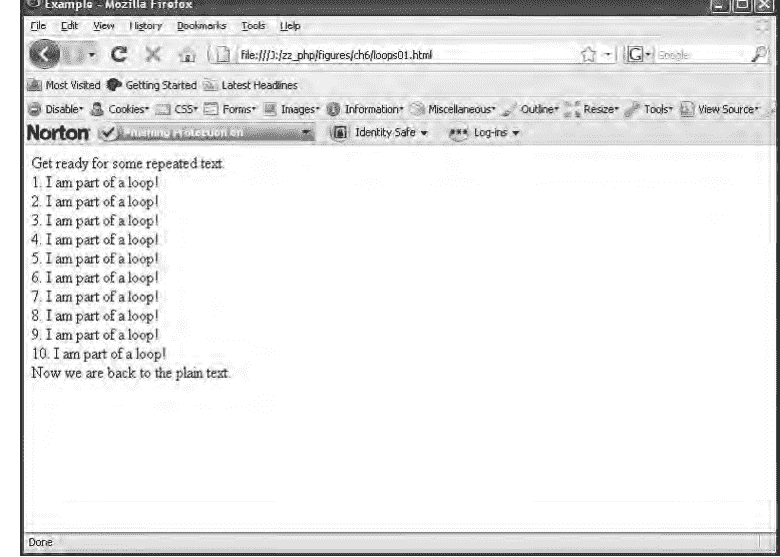 Example - Mozilla Firefox
File Edit View History Bookmarks Tools Help
file:///J:/zz_php/figures/ch6/loops01.html Google
Most Visited Getting Started Latest Headlines
Disable Cookies CSS Forms Images Information Miscellaneous Outline Resize Tools View Source
Norton Phishing Protection on Identity Safe Log-ins
Get ready for some repeated text.
1. I am part of a loop!
2. I am part of a loop!
3. I am part of a loop!
4. I am part of a loop!
5. I am part of a loop!
6. I am part of a loop!
7. I am part of a loop!
8. I am part of a loop!
9. I am part of a loop!
10. I am part of a loop!
Now we are back to the plain text.
Done